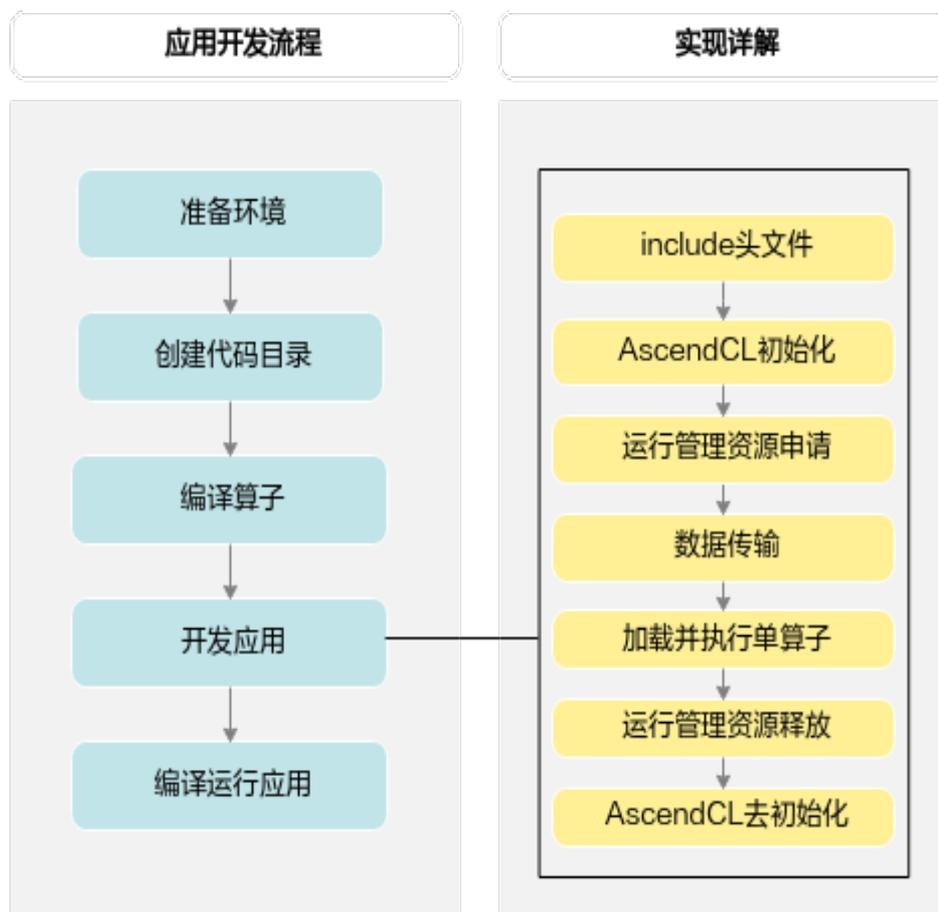 应用开发流程
准备环境
创建代码目录
编译算子
开发应用
编译运行应用
实现详解
include头文件
AscendCL初始化
运行管理资源申请
数据传输
加载并执行单算子
运行管理资源释放
AscendCL去初始化